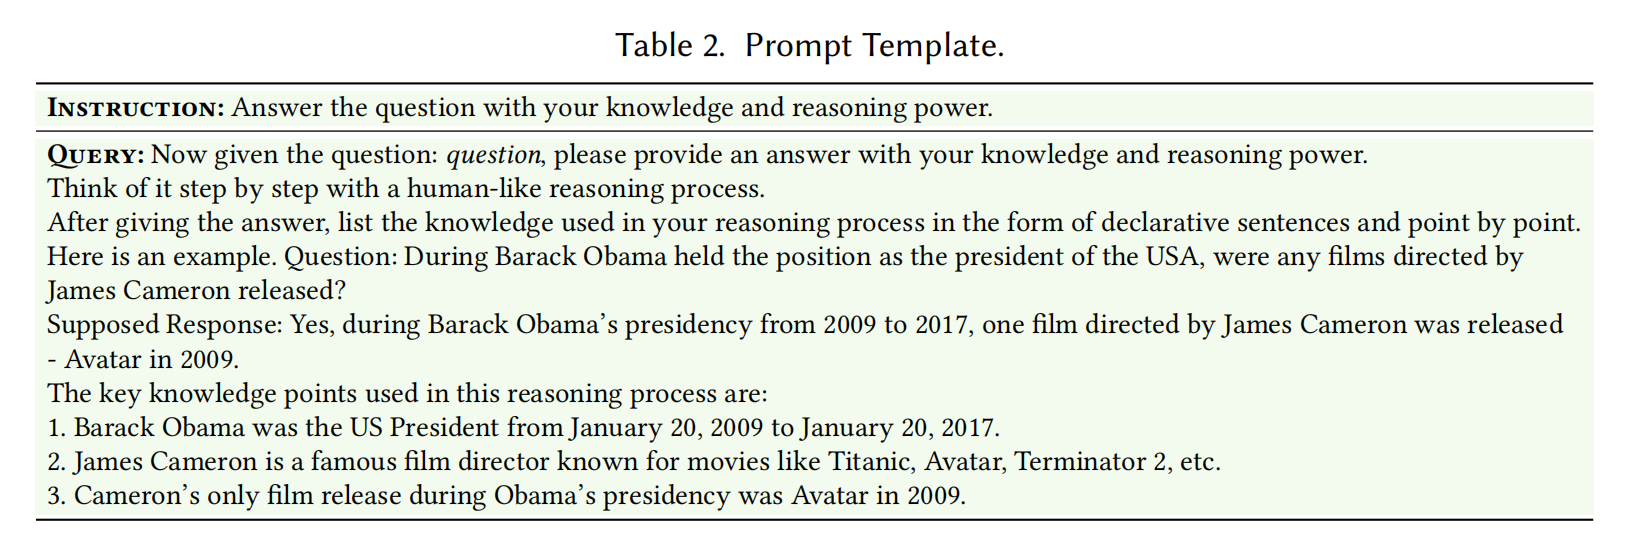 Table 2. Prompt Template.
Instruction: Answer the question with your knowledge and reasoning power.
Query: Now given the question: question, please provide an answer with your knowledge and reasoning power.
Think of it step by step with a human-like reasoning process.
After giving the answer, list the knowledge used in your reasoning process in the form of declarative sentences and point by point.
Here is an example. Question: During Barack Obama held the position as the president of the USA, were any films directed by
James Cameron released?
Supposed Response: Yes, during Barack Obama’s presidency from 2009 to 2017, one film directed by James Cameron was released
- Avatar in 2009.
The key knowledge points used in this reasoning process are:
1. Barack Obama was the US President from January 20, 2009 to January 20, 2017.
2. James Cameron is a famous film director known for movies like Titanic, Avatar, Terminator 2, etc.
3. Cameron’s only film release during Obama’s presidency was Avatar in 2009.